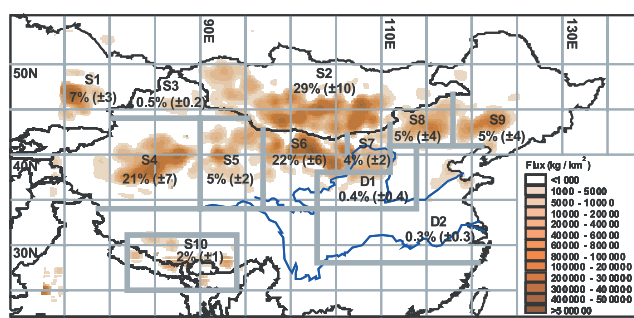 90E
110E
130E
50N
40N
30N
S1
7% (±3)
S3
0.5% (±0.2)
S2
29% (±10)
S8
5% (±4)
S9
5% (±4)
S4
21% (±7)
S5
5% (±2)
S6
22% (±6)
S7
4% (±2)
D1
0.4% (±0.4)
D2
0.3% (±0.3)
S10
2% (±1)
Flux (kg / km²)
<1 000
1000 - 5000
5000 - 10000
10000 - 20000
20000 - 40000
40000 - 60000
60000 - 80000
80000 - 100000
100000 - 200000
200000 - 300000
300000 - 400000
400000 - 500000
>500000